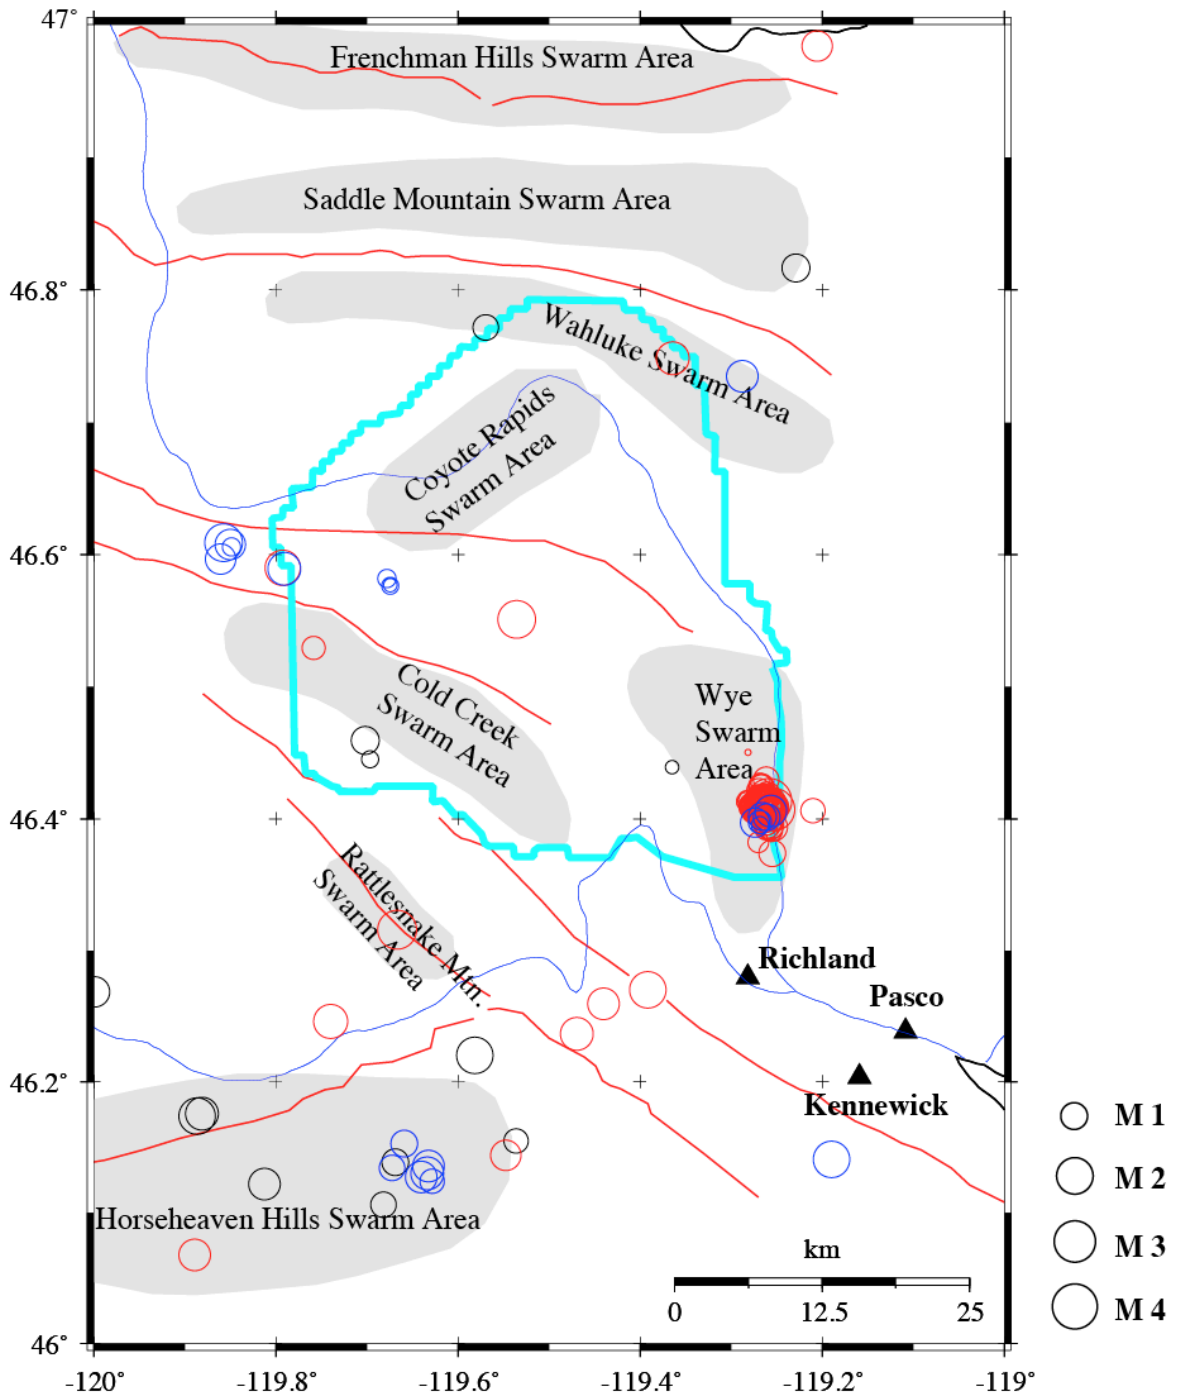 47°
Frenchman Hills Swarm Area
Saddle Mountain Swarm Area
46.8°
Wahluke Swarm Area
Coyote Rapids
Swarm Area
46.6°
Cold Creek
Swarm Area
Wye
Swarm
Area
46.4°
Rattlesnake Mtn.
Swarm Area
Richland
Pasco
46.2°
Kennewick
M 1
M 2
M 3
M 4
Horseheaven Hills Swarm Area
km
0 12.5 25
46°
-120° -119.8° -119.6° -119.4° -119.2° -119°